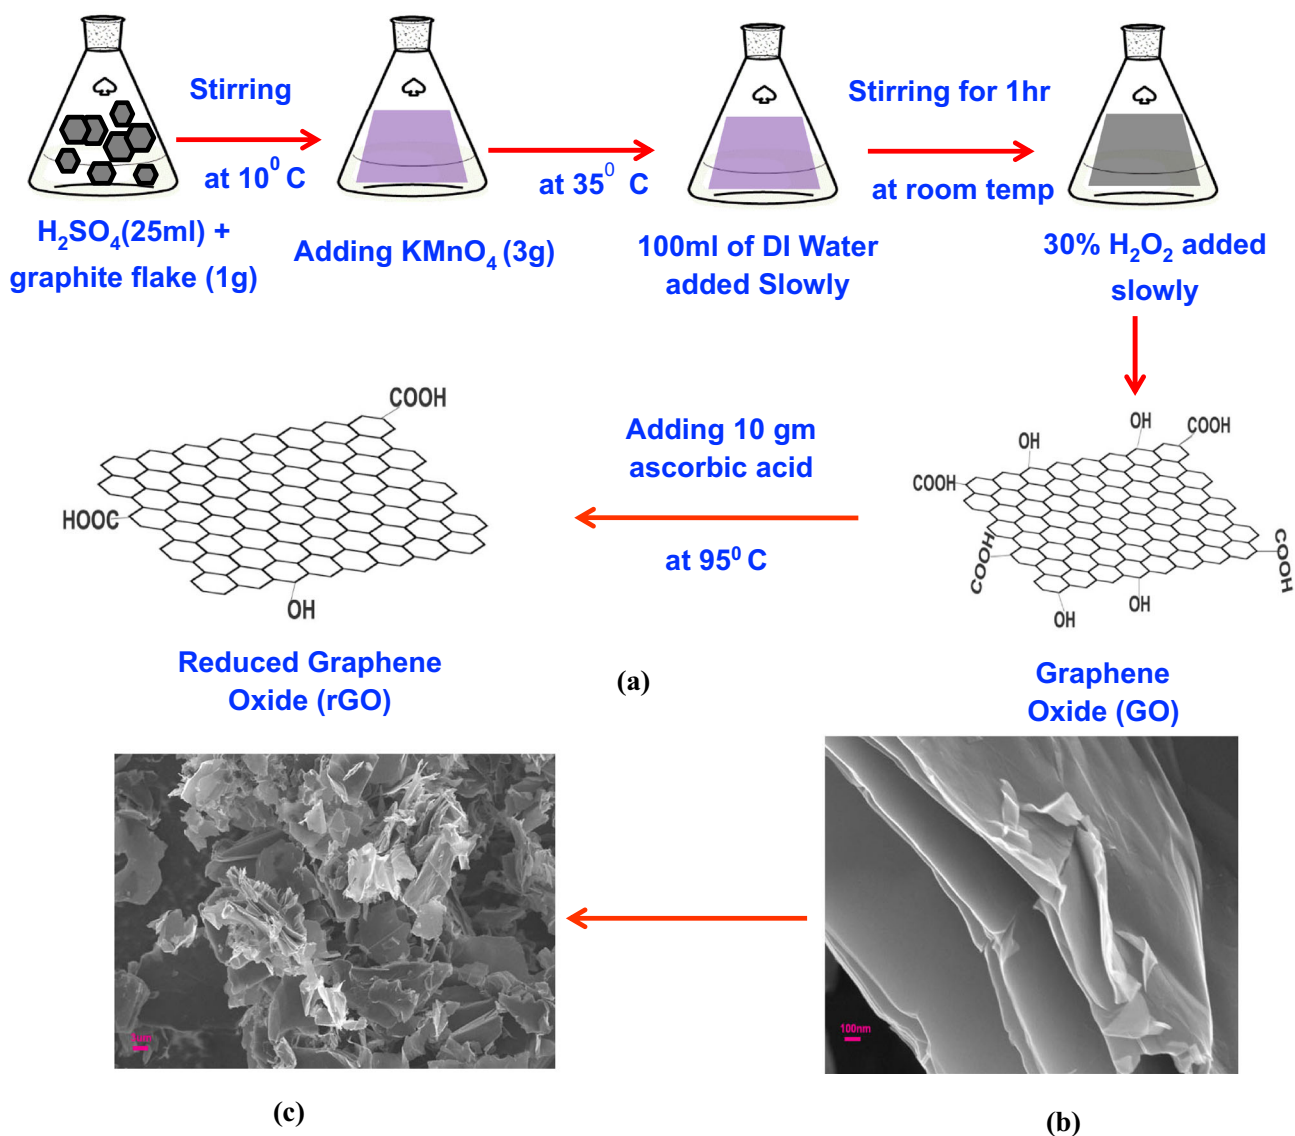 Stirring
at 10⁰ C
H₂SO₄(25ml) +
graphite flake (1g)
Adding KMnO₄ (3g)
at 35⁰ C
100ml of DI Water
added Slowly
Stirring for 1hr
at room temp
30% H₂O₂ added
slowly
OH
OH
COOH
COOH
COOH
COOH
OH
OH
Graphene
Oxide (GO)
Adding 10 gm
ascorbic acid
at 95⁰ C
COOH
HOOC
OH
Reduced Graphene
Oxide (rGO)
(a)
100nm
(b)
(c)